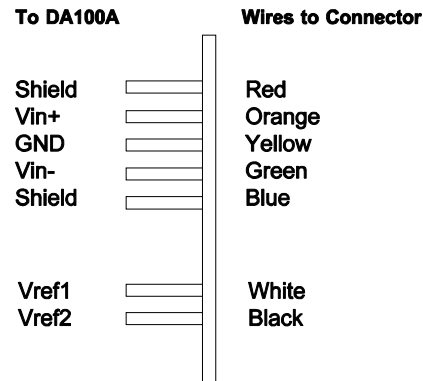 To DA100A Wires to Connector
Shield Red
Vin+ Orange
GND Yellow
Vin- Green
Shield Blue
Vref1 White
Vref2 Black